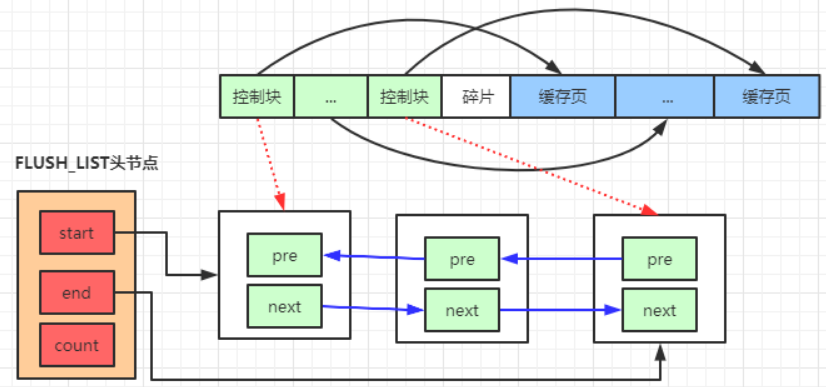 控制块
...
控制块
碎片
缓存页
...
缓存页
FLUSH_LIST头节点
start
end
count
pre
next
pre
next
pre
next